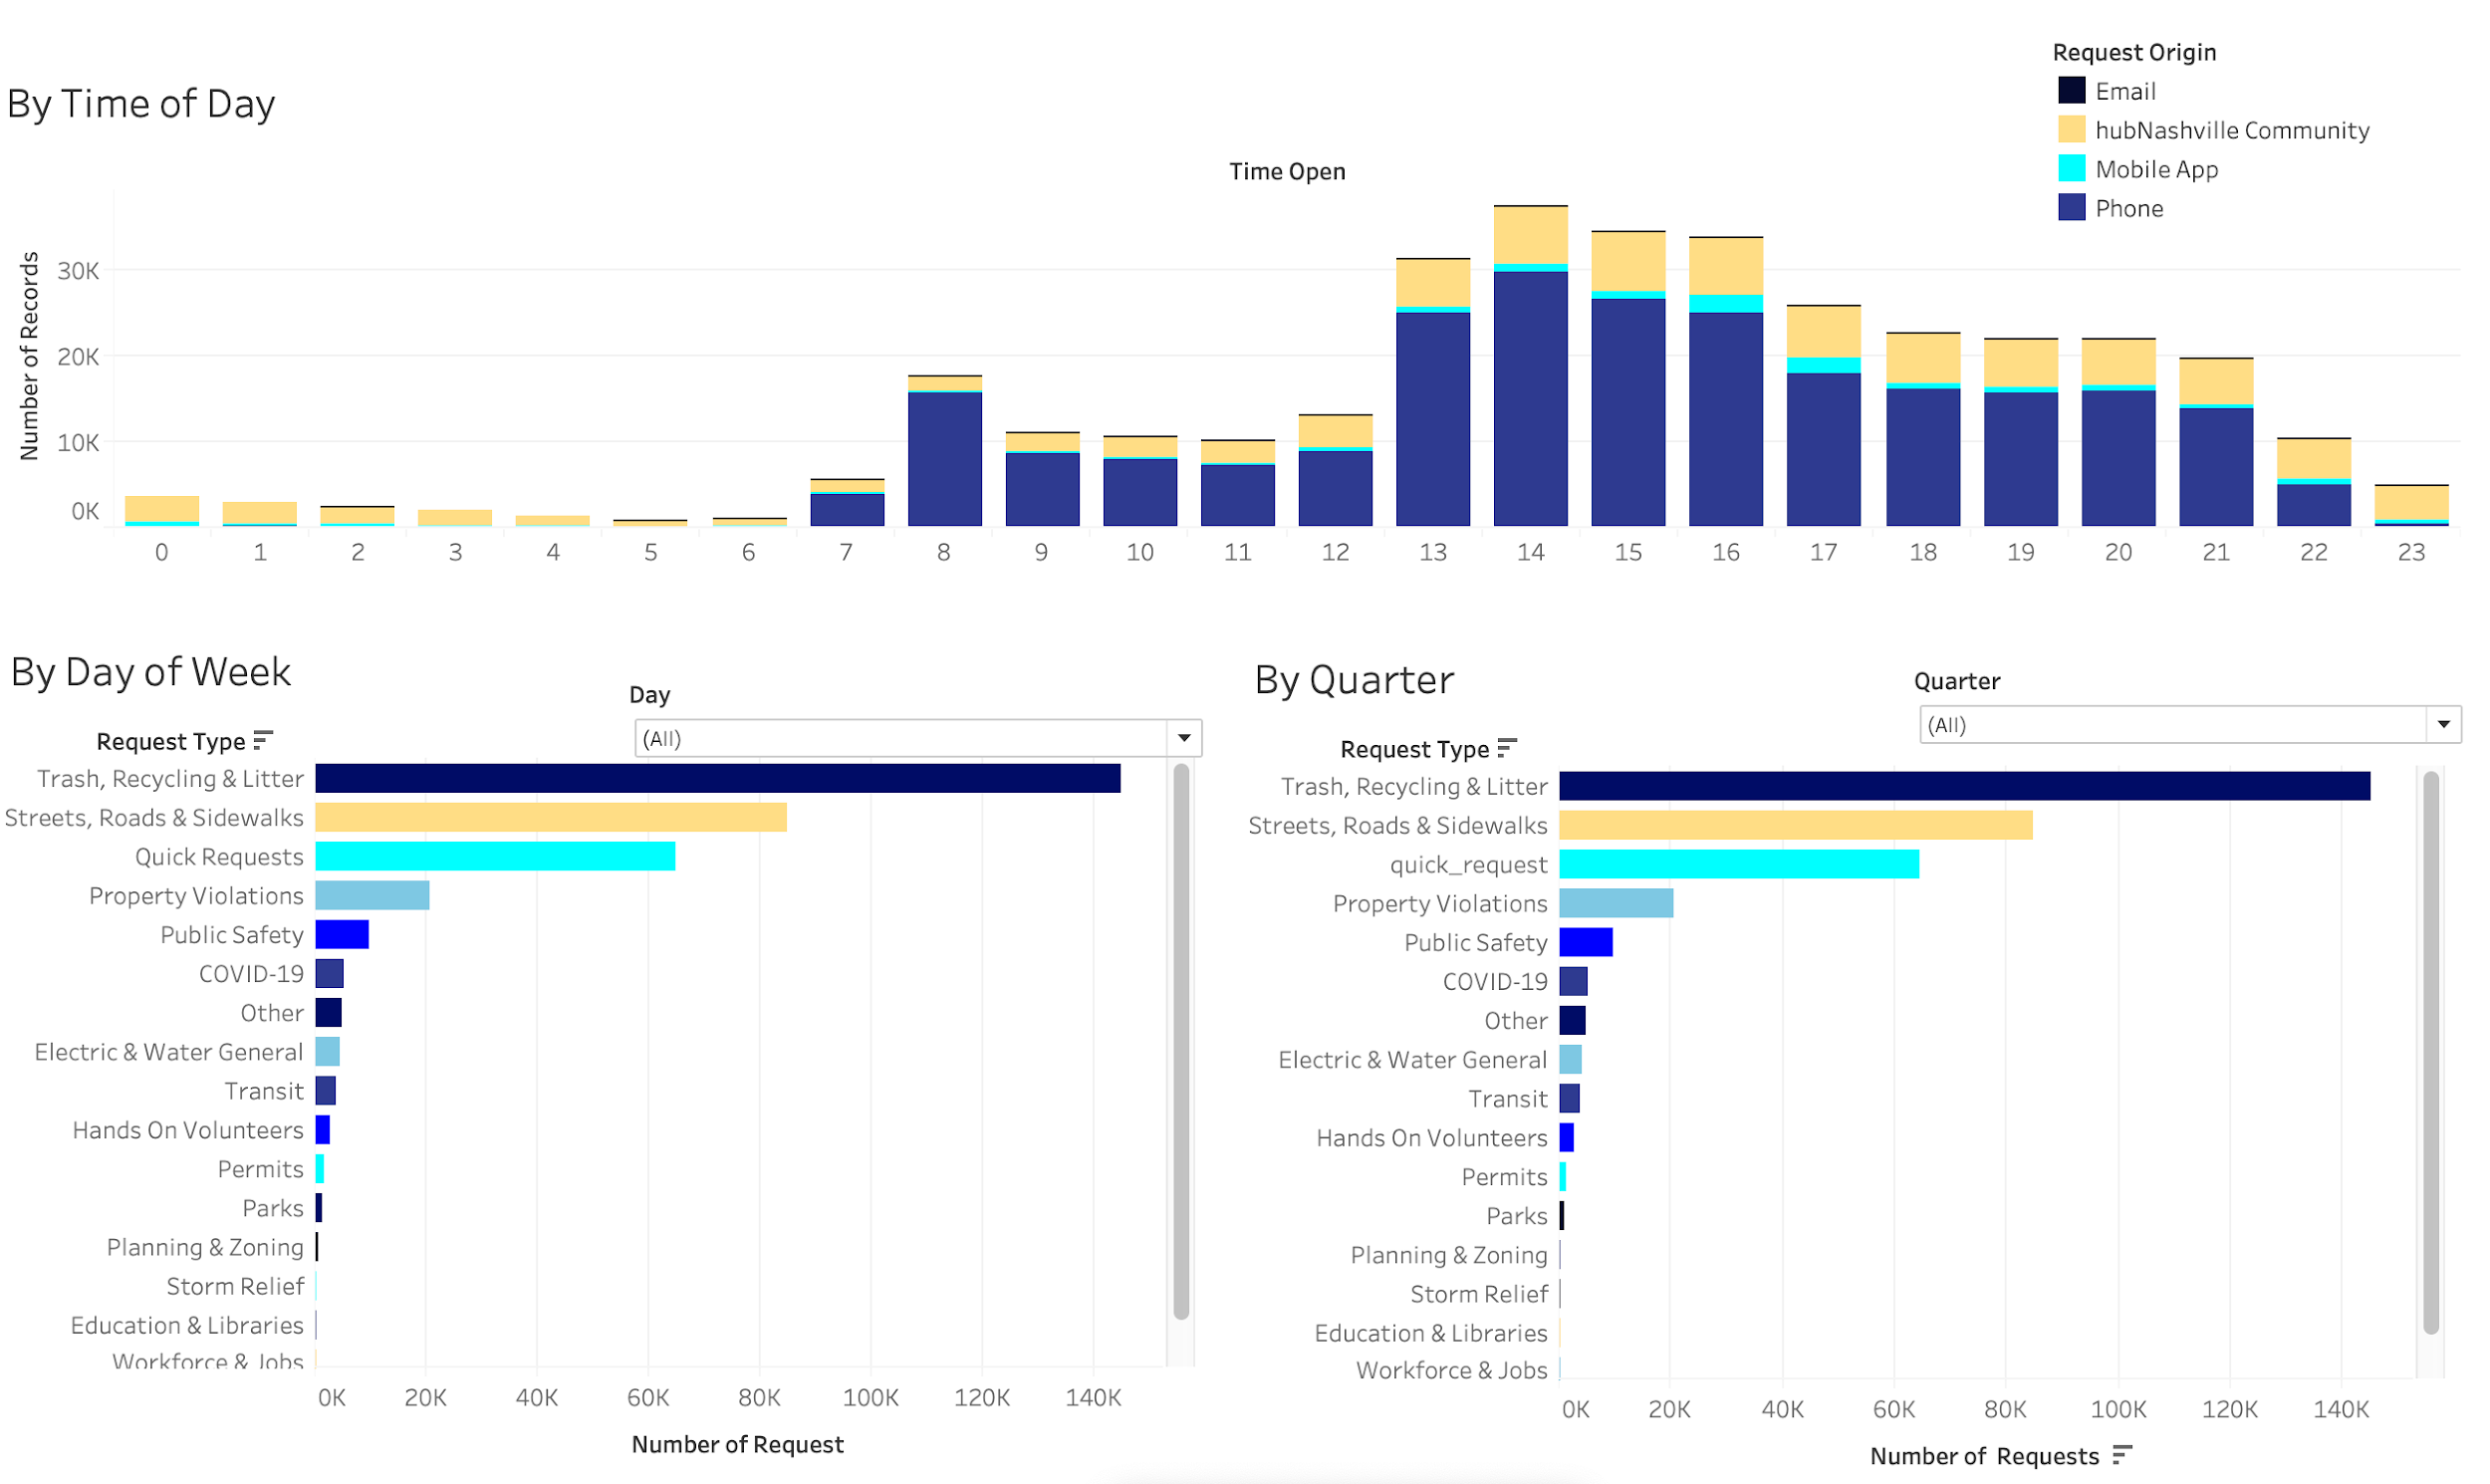 Request Origin
Email
hubNashville Community
Mobile App
Phone
By Time of Day
Time Open
Number of Records
30K
20K
10K
0K
0 1 2 3 4 5 6 7 8 9 10 11 12 13 14 15 16 17 18 19 20 21 22 23
By Day of Week
Day
(All)
Request Type
Trash, Recycling & Litter
Streets, Roads & Sidewalks
Quick Requests
Property Violations
Public Safety
COVID-19
Other
Electric & Water General
Transit
Hands On Volunteers
Permits
Parks
Planning & Zoning
Storm Relief
Education & Libraries
Workforce & Jobs
0K 20K 40K 60K 80K 100K 120K 140K
Number of Request
By Quarter
Quarter
(All)
Request Type
Trash, Recycling & Litter
Streets, Roads & Sidewalks
quick_request
Property Violations
Public Safety
COVID-19
Other
Electric & Water General
Transit
Hands On Volunteers
Permits
Parks
Planning & Zoning
Storm Relief
Education & Libraries
Workforce & Jobs
0K 20K 40K 60K 80K 100K 120K 140K
Number of Requests